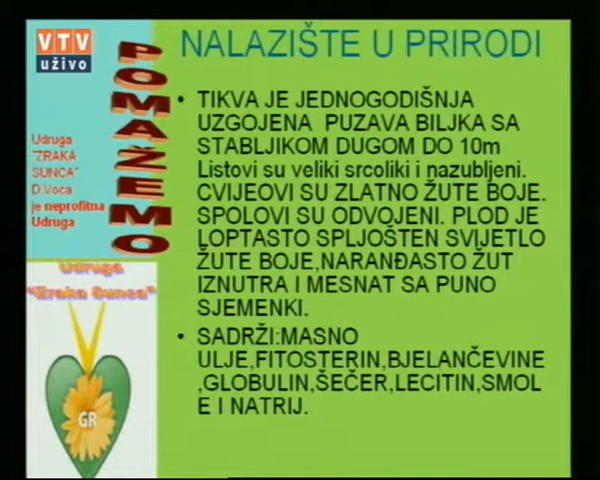 VTV
uživo
POMAŽEMO
Udruga
"ZRAKA
SUNCA"
D.Voca
je neprofitna
Udruga
Udruga
"Zraka Sunca"
GR
NALAZIŠTE U PRIRODI
• TIKVA JE JEDNOGODIŠNJA
UZGOJENA PUZAVA BILJKA SA
STABLJIKOM DUGOM DO 10m
Listovi su veliki srcoliki i nazubljeni.
CVIJEOVI SU ZLATNO ŽUTE BOJE.
SPOLOVI SU ODVOJENI. PLOD JE
LOPTASTO SPLJOŠTEN SVIJETLO
ŽUTE BOJE,NARANĐASTO ŽUT
IZNUTRA I MESNAT SA PUNO
SJEMENKI.
• SADRŽI:MASNO
ULJE,FITOSTERIN,BJELANČEVINE
,GLOBULIN,ŠEČER,LECITIN,SMOL
E I NATRIJ.